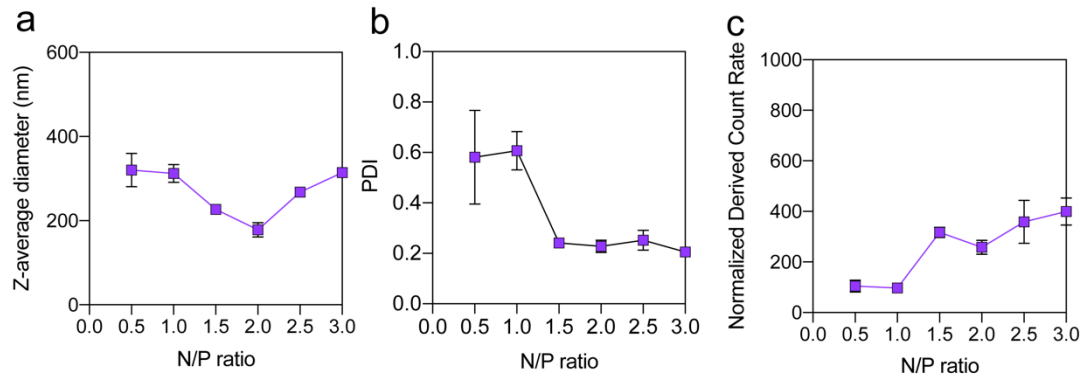 a
Z-average diameter (nm)
600
400
200
0
0.0 0.5 1.0 1.5 2.0 2.5 3.0
N/P ratio
b
PDI
1.0
0.8
0.6
0.4
0.2
0.0
0.0 0.5 1.0 1.5 2.0 2.5 3.0
N/P ratio
c
Normalized Derived Count Rate
1000
800
600
400
200
0
0.0 0.5 1.0 1.5 2.0 2.5 3.0
N/P ratio